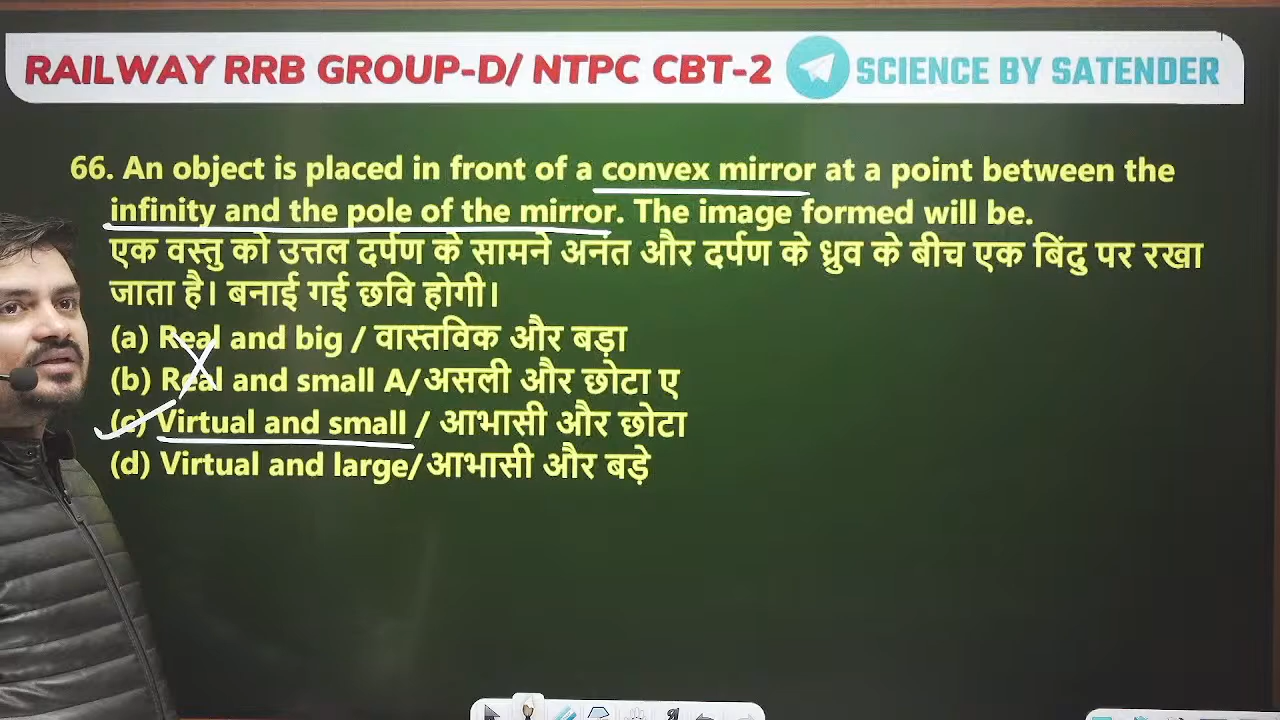 RAILWAY RRB GROUP-D/ NTPC CBT-2 SCIENCE BY SATENDER
66. An object is placed in front of a convex mirror at a point between the
infinity and the pole of the mirror. The image formed will be.
एक वस्तु को उत्तल दर्पण के सामने अनंत और दर्पण के ध्रुव के बीच एक बिंदु पर रखा
जाता है। बनाई गई छवि होगी।
(a) Real and big / वास्तविक और बड़ा
(b) Real and small A/असली और छोटा ए
(c) Virtual and small / आभासी और छोटा
(d) Virtual and large/आभासी और बड़े